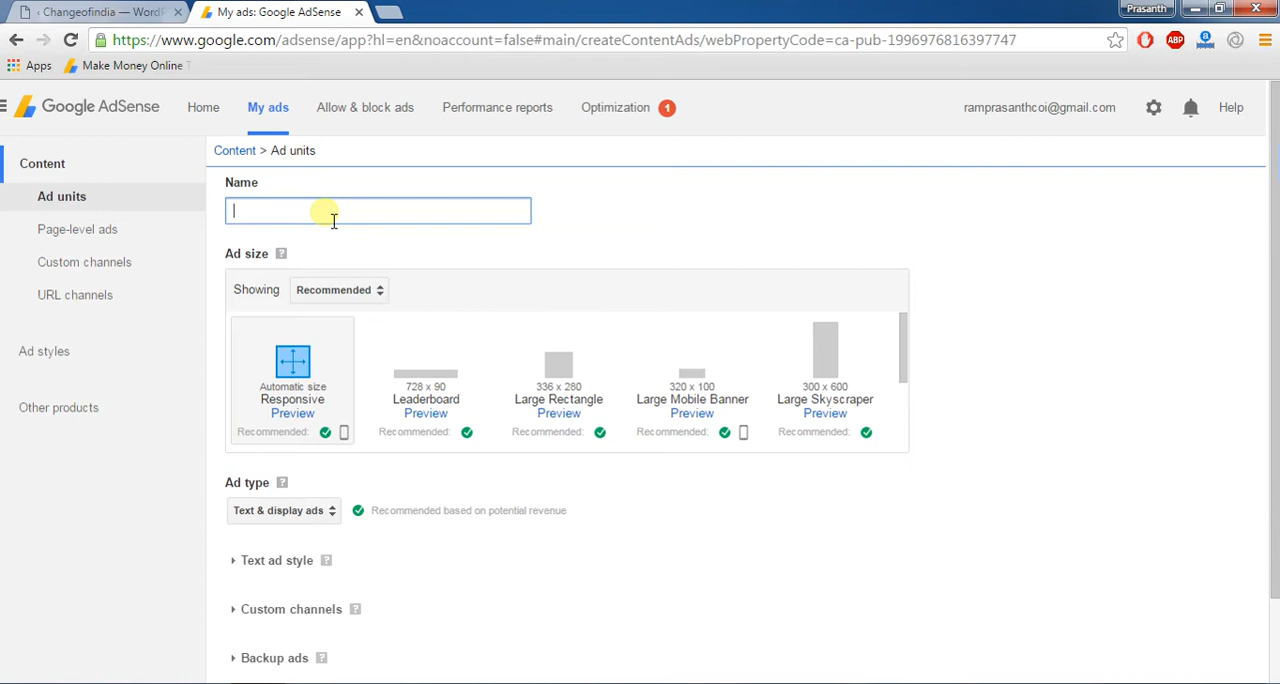 ‹ Changeofindia — WordP
My ads: Google AdSense
Prasanth
https://www.google.com/adsense/app?hl=en&noaccount=false#main/createContentAds/webPropertyCode=ca-pub-1996976816397747
ABP
a
Apps
Make Money Online
Google AdSense
Home
My ads
Allow & block ads
Performance reports
Optimization
1
ramprasanthcoi@gmail.com
Help
Content
Ad units
Page-level ads
Custom channels
URL channels
Ad styles
Other products
Content > Ad units
Name
Ad size ?
Showing
Recommended
Automatic size
Responsive
Preview
Recommended:
728 x 90
Leaderboard
Preview
Recommended:
336 x 280
Large Rectangle
Preview
Recommended:
320 x 100
Large Mobile Banner
Preview
Recommended:
300 x 600
Large Skyscraper
Preview
Recommended:
Ad type ?
Text & display ads
Recommended based on potential revenue
Text ad style ?
Custom channels ?
Backup ads ?